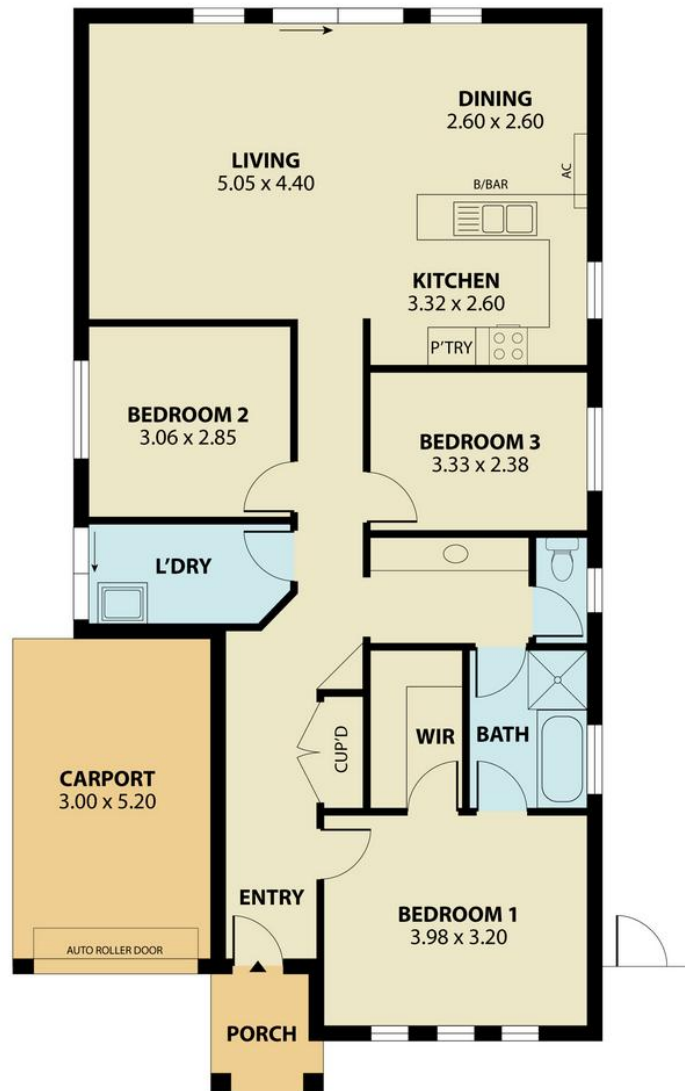 DINING
2.60 x 2.60
LIVING
5.05 x 4.40
AC
B/BAR
KITCHEN
3.32 x 2.60
P'TRY
BEDROOM 2
3.06 x 2.85
BEDROOM 3
3.33 x 2.38
L'DRY
CUP'D
WIR
BATH
CARPORT
3.00 x 5.20
ENTRY
BEDROOM 1
3.98 x 3.20
AUTO ROLLER DOOR
PORCH